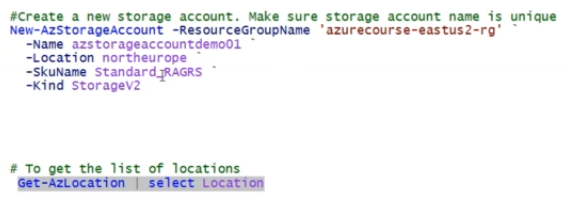 #Create a new storage account. Make sure storage account name is unique
New-AzStorageAccount -ResourceGroupName 'azurecourse-eastus2-rg' `
-Name azstorageaccountdemo01 `
-Location northeurope `
-SkuName Standard_RAGRS `
-Kind StorageV2
# To get the list of locations
Get-AzLocation | select Location